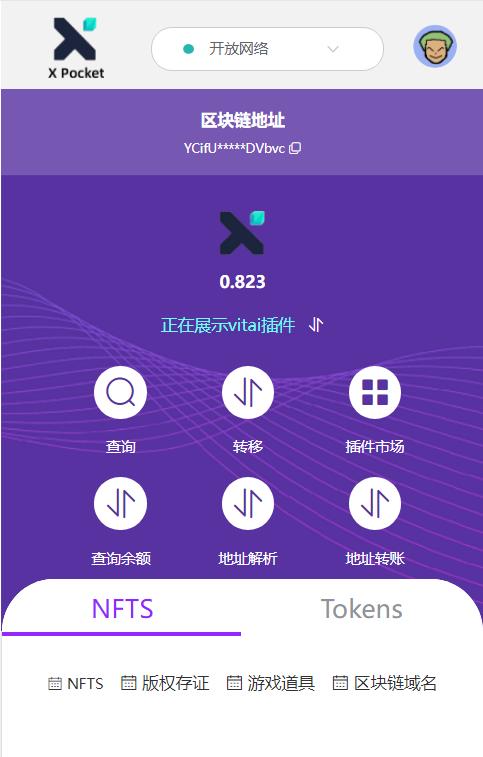 X Pocket
开放网络
区块链地址
YCifU*****DVbvc
0.823
正在展示vitai插件
查询 转移 插件市场
查询余额 地址解析 地址转账
NFTS Tokens
NFTS 版权存证 游戏道具 区块链域名